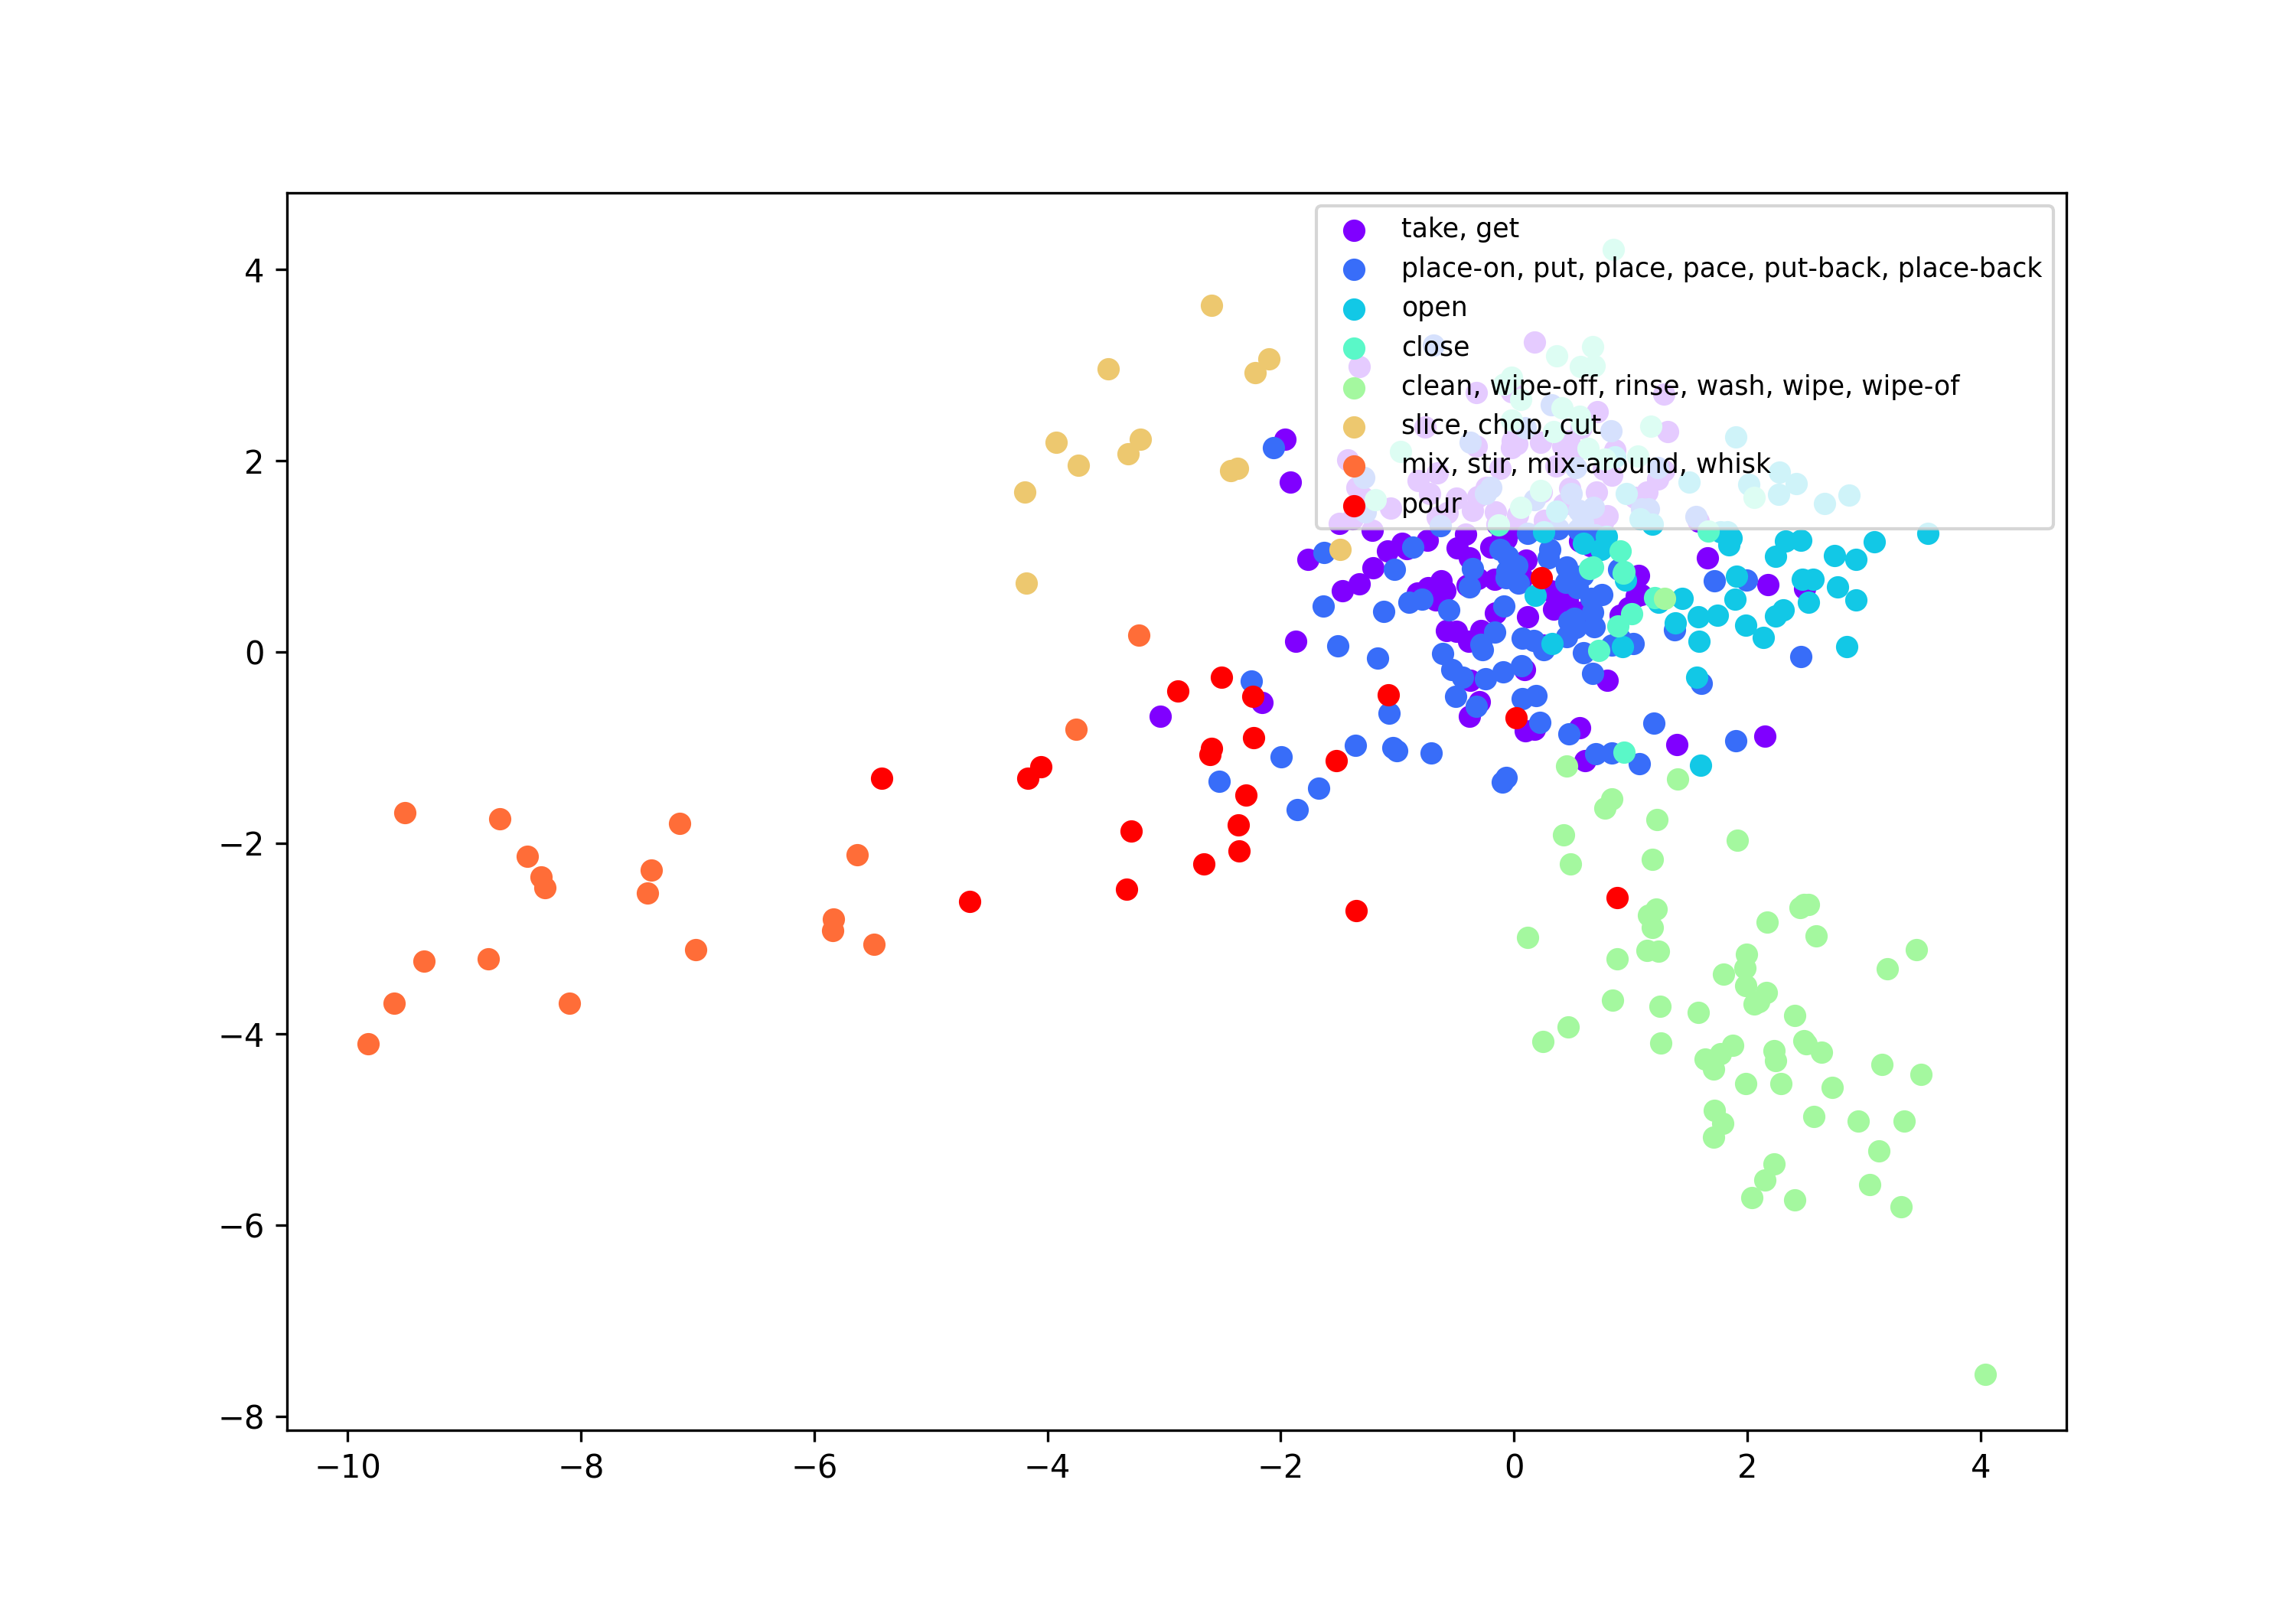 take, get
place-on, put, place, pace, put-back, place-back
open
close
clean, wipe-off, rinse, wash, wipe, wipe-of
slice, chop, cut
mix, stir, mix-around, whisk
pour
4
2
0
−2
−4
−6
−8
−10 −8 −6 −4 −2 0 2 4